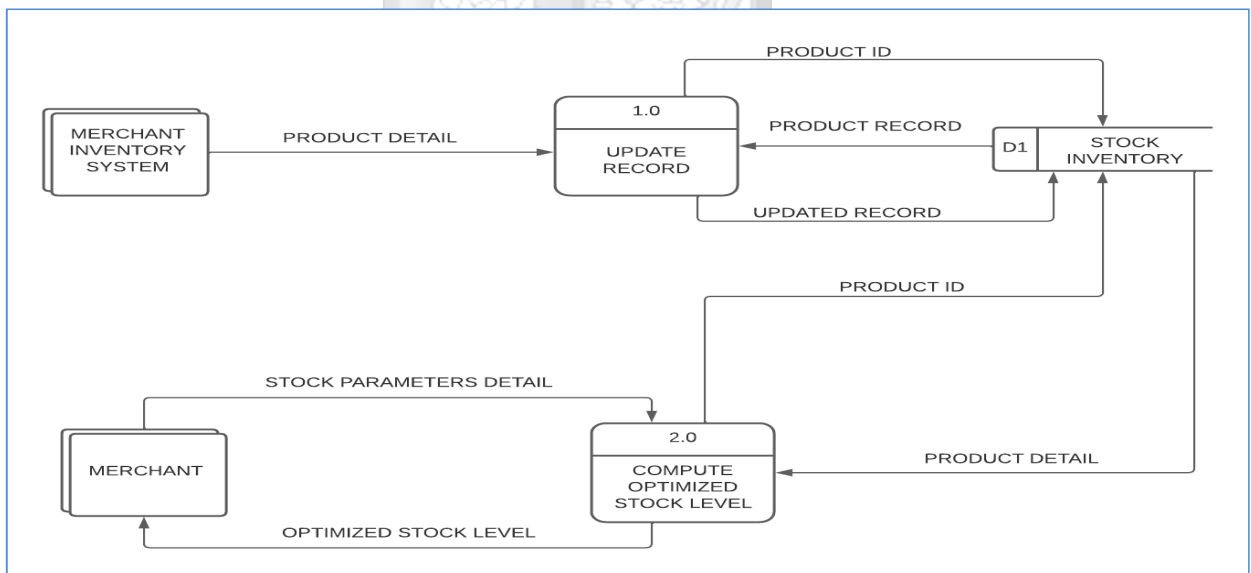 PRODUCT ID
1.0
MERCHANT
INVENTORY
SYSTEM
PRODUCT DETAIL
UPDATE
RECORD
PRODUCT RECORD
D1
STOCK
INVENTORY
UPDATED RECORD
PRODUCT ID
STOCK PARAMETERS DETAIL
MERCHANT
2.0
COMPUTE
OPTIMIZED
STOCK LEVEL
PRODUCT DETAIL
OPTIMIZED STOCK LEVEL